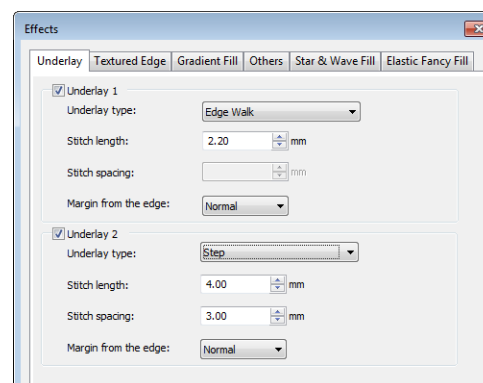 Effects
Underlay Textured Edge Gradient Fill Others Star & Wave Fill Elastic Fancy Fill
Underlay 1
Underlay type: Edge Walk
Stitch length: 2.20 mm
Stitch spacing: mm
Margin from the edge: Normal
Underlay 2
Underlay type: Step
Stitch length: 4.00 mm
Stitch spacing: 3.00 mm
Margin from the edge: Normal